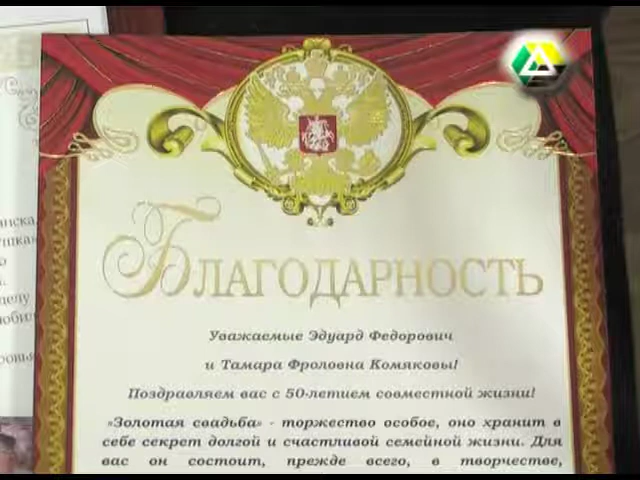 Благодарность
Уважаемые Эдуард Федорович
и Тамара Фроловна Комяковы!
Поздравляем вас с 50-летием совместной жизни!
«Золотая свадьба» - торжество особое, оно хранит в
себе секрет долгой и счастливой семейной жизни. Для
вас он состоит, прежде всего, в творчестве,